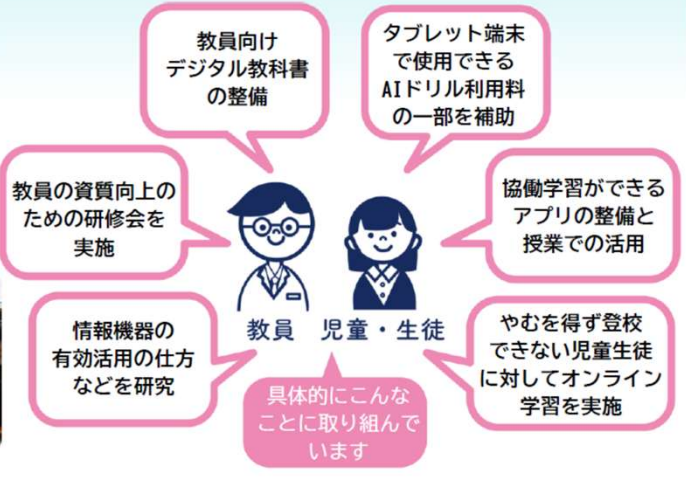 教員向け
デジタル教科書
の整備
タブレット端末
で使用できる
AIドリル利用料
の一部を補助
教員の資質向上の
ための研修会を
実施
協働学習ができる
アプリの整備と
授業での活用
情報機器の
有効活用の仕方
などを研究
やむを得ず登校
できない児童生徒
に対してオンライン
学習を実施
教員 児童・生徒
具体的にこんな
ことに取り組んで
います